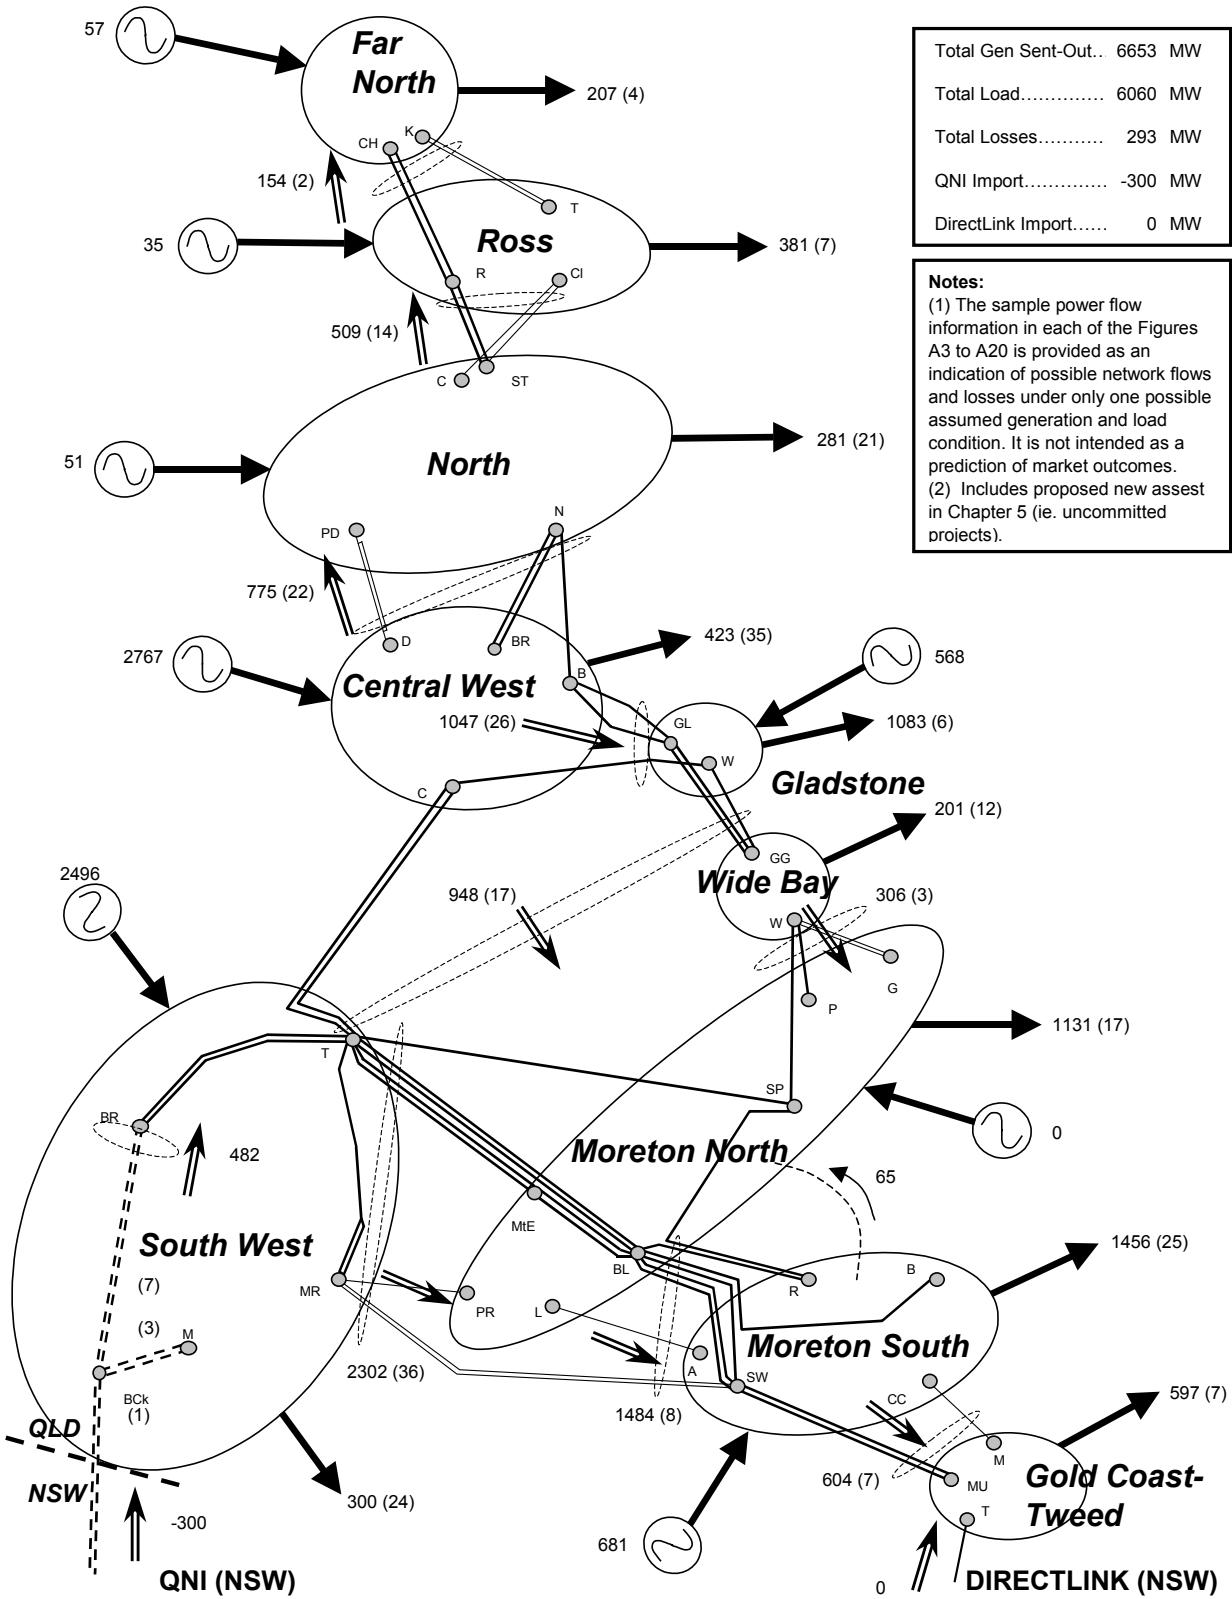 57
Far
North
207 (4)
K
CH
154 (2)
T
35
Ross
381 (7)
R
Cl
509 (14)
C
ST
51
North
281 (21)
PD
N
775 (22)
D
BR
2767
423 (35)
568
Central West
B
1047 (26)
GL
1083 (6)
W
Gladstone
C
201 (12)
GG
2496
Wide Bay
948 (17)
306 (3)
W
G
P
1131 (17)
T
SP
BR
0
482
Moreton North
65
MtE
South West
1456 (25)
BL
(7)
MR
R
B
PR
L
(3)
M
Moreton South
2302 (36)
A
SW
BCk
(1)
CC
597 (7)
1484 (8)
QLD
M
604 (7)
MU
Gold Coast-
Tweed
NSW
300 (24)
T
-300
681
QNI (NSW)
0
DIRECTLINK (NSW)
Total Gen Sent-Out.. 6653 MW
Total Load.............. 6060 MW
Total Losses........... 293 MW
QNI Import.............. -300 MW
DirectLink Import...... 0 MW
Notes:
(1) The sample power flow
information in each of the Figures
A3 to A20 is provided as an
indication of possible network flows
and losses under only one possible
assumed generation and load
condition. It is not intended as a
prediction of market outcomes.
(2) Includes proposed new assest
in Chapter 5 (ie. uncommitted
projects).